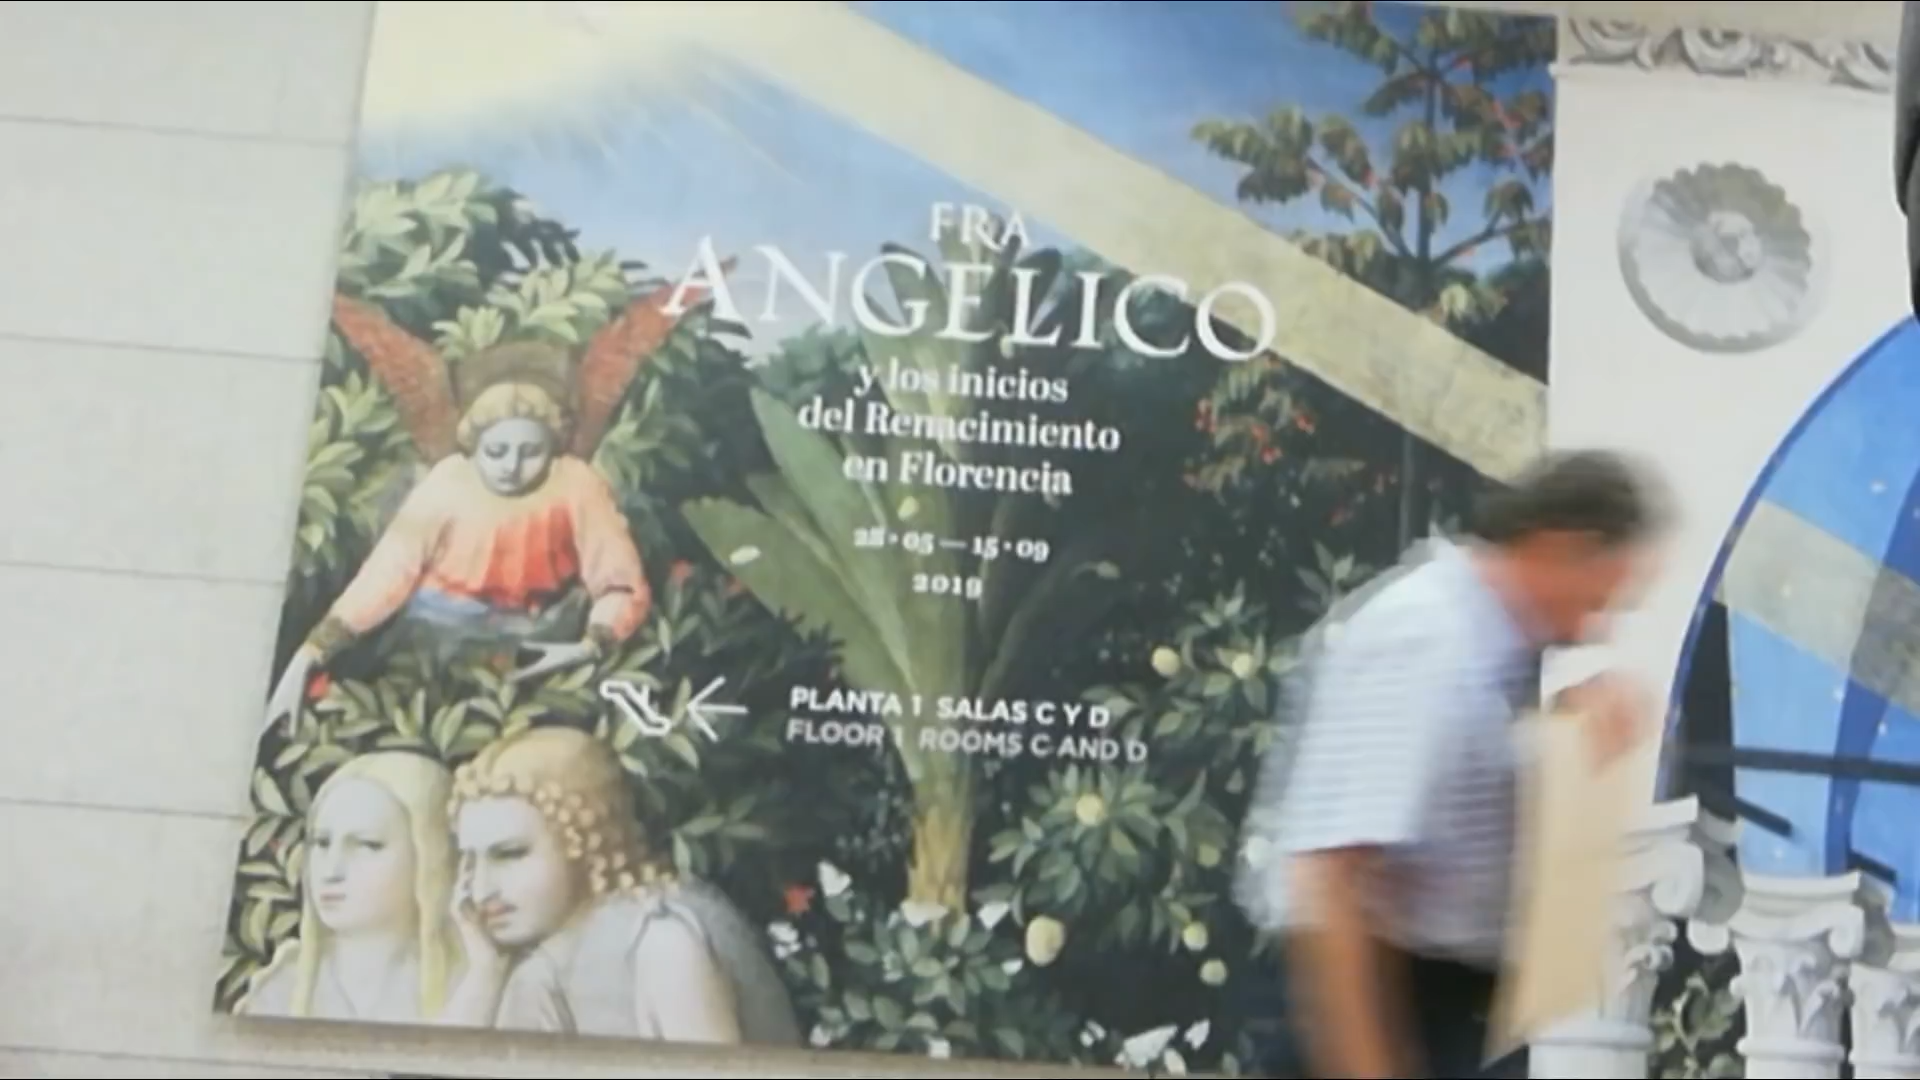 FRA
ANGELICO
y los inicios
del Renacimiento
en Florencia
28 • 05 — 15 • 09
2019
PLANTA 1 SALAS C Y D
FLOOR 1 ROOMS C AND D